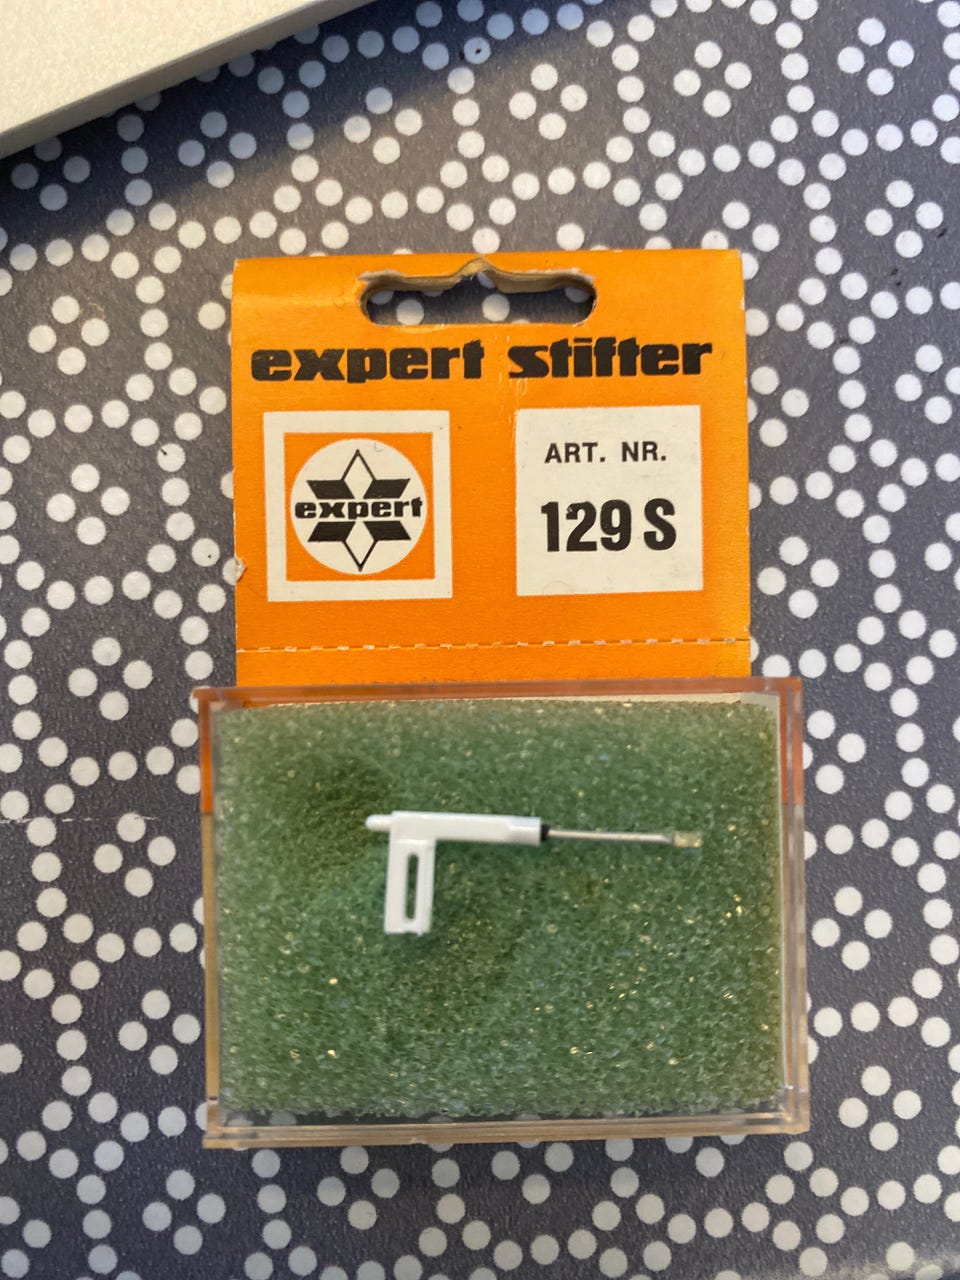 expert stifter
expert
ART. NR.
129 S